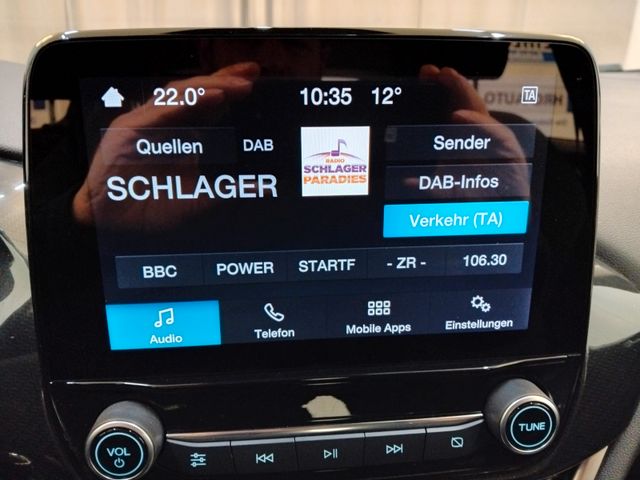 22.0° 10:35 12° TA
Quellen DAB Sender
RADIO
SCHLAGER
PARADIES
SCHLAGER DAB-Infos
Verkehr (TA)
BBC POWER STARTF - ZR - 106.30
Audio Telefon Mobile Apps Einstellungen
VOL TUNE